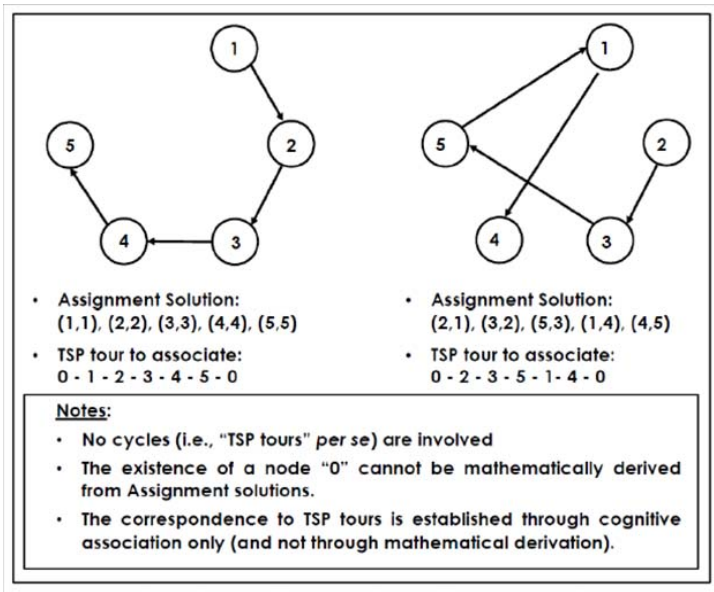 1
2
3
4
5
1
2
3
4
5
• Assignment Solution:
(1,1), (2,2), (3,3), (4,4), (5,5)
• TSP tour to associate:
0 - 1 - 2 - 3 - 4 - 5 - 0
• Assignment Solution:
(2,1), (3,2), (5,3), (1,4), (4,5)
• TSP tour to associate:
0 - 2 - 3 - 5 - 1 - 4 - 0
Notes:
• No cycles (i.e., “TSP tours” per se) are involved
• The existence of a node “0” cannot be mathematically derived
from Assignment solutions.
• The correspondence to TSP tours is established through cognitive
association only (and not through mathematical derivation).